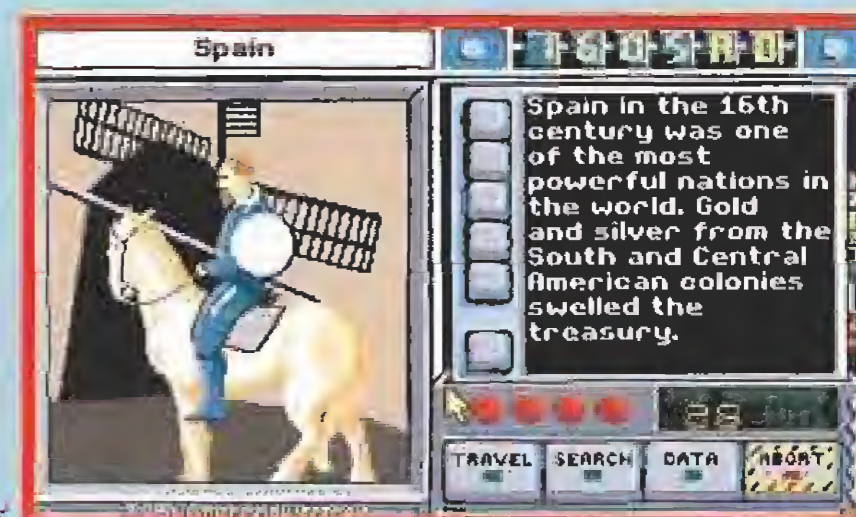 Spain
Spain in the 16th
century was one
of the most
powerful nations in
the world. Gold
and silver from the
South and Central
American colonies
swelled the
treasury.
TRAVEL SEARCH DATA ABORT